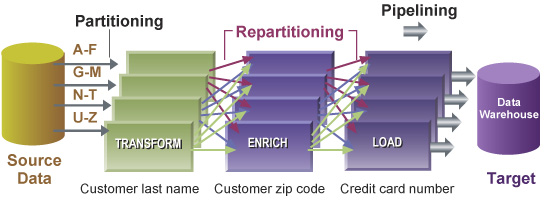 Partitioning
Repartitioning
Pipelining
A-F
G-M
N-T
U-Z
TRANSFORM
ENRICH
LOAD
Data
Warehouse
Source
Data
Target
Customer last name
Customer zip code
Credit card number